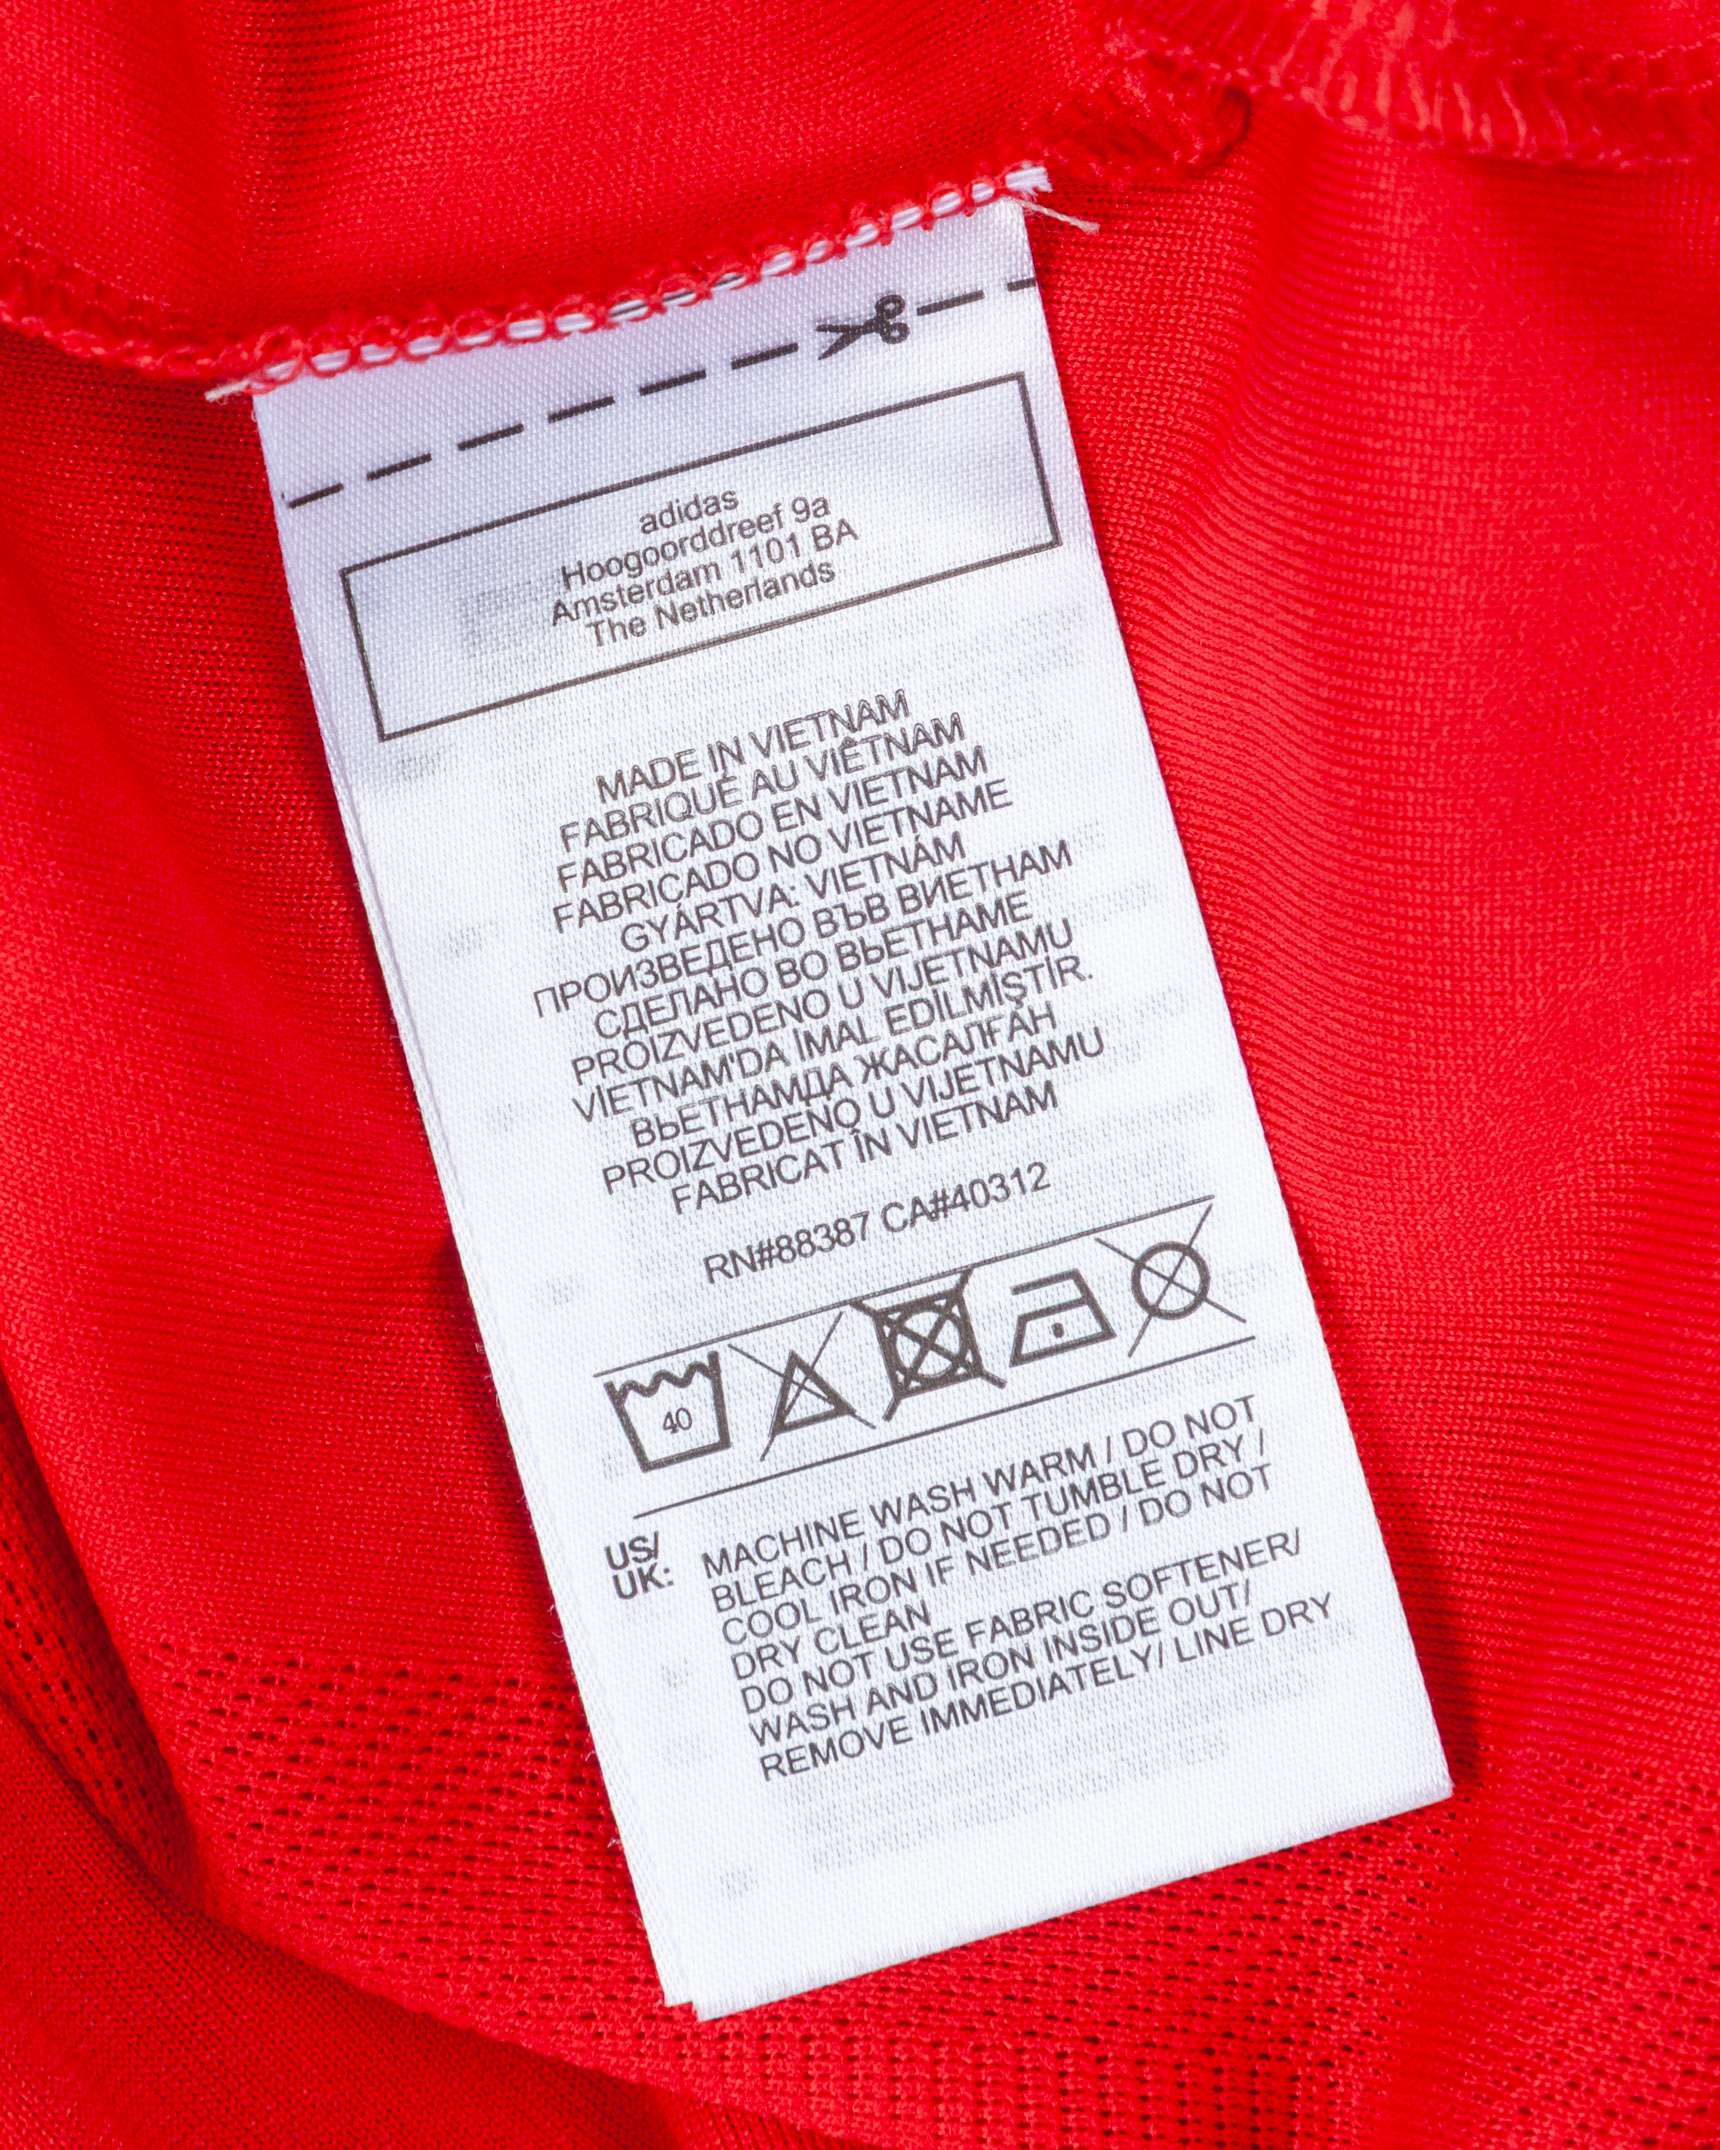 adidas
Hoogoorddreef 9a
Amsterdam 1101 BA
The Netherlands
MADE IN VIETNAM
FABRIQUÉ AU VIÊTNAM
FABRICADO EN VIETNAM
FABRICADO NO VIETNAME
GYÁRTVA: VIETNÁM
ПРОИЗВЕДЕНО ВЪВ ВИЕТНАМ
СДЕЛАНО ВО ВЬЕТНАМЕ
PROIZVEDENO U VIJETNAMU
VİETNAM'DA İMAL EDİLMİŞTİR.
ВЬЕТНАМДА ЖАСАЛҒАН
PROIZVEDENO U VIJETNAMU
FABRICAT ÎN VIETNAM
RN#88387 CA#40312
40
US/
UK:
MACHINE WASH WARM / DO NOT
BLEACH / DO NOT TUMBLE DRY /
COOL IRON IF NEEDED / DO NOT
DRY CLEAN
DO NOT USE FABRIC SOFTENER/
WASH AND IRON INSIDE OUT/
REMOVE IMMEDIATELY/ LINE DRY